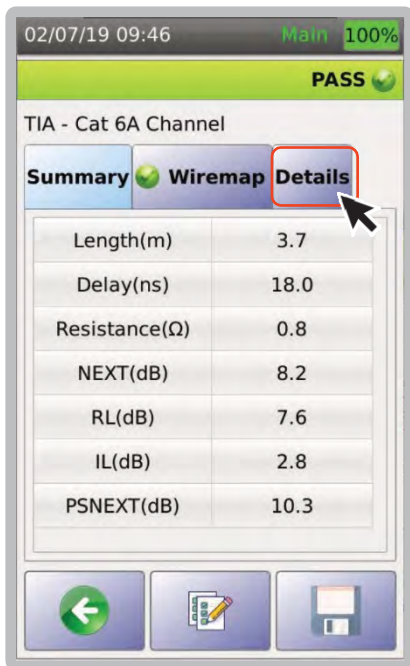 02/07/19 09:46 Main 100%
PASS
TIA - Cat 6A Channel
Summary Wiremap Details
Length(m) 3.7
Delay(ns) 18.0
Resistance(Ω) 0.8
NEXT(dB) 8.2
RL(dB) 7.6
IL(dB) 2.8
PSNEXT(dB) 10.3